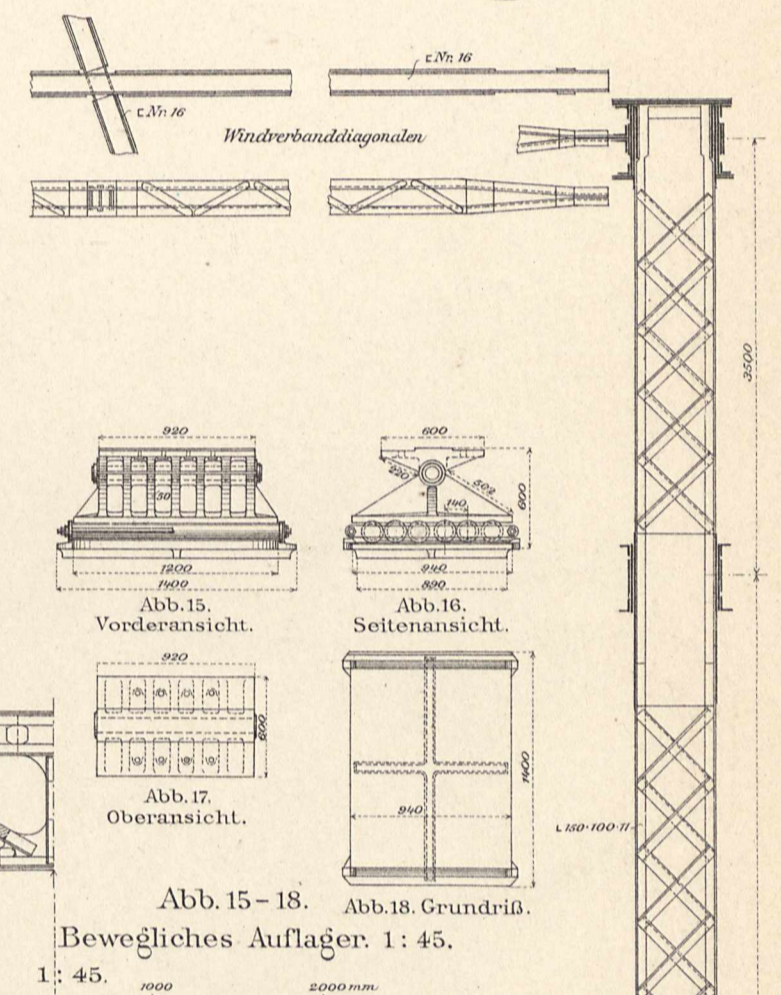 ⊏ Nr. 16
⊏ Nr. 16
Windverbanddiagonalen
3500
920
50
1200
1400
Abb. 15.
Vorderansicht.
600
220
502
140
600
940
890
Abb. 16.
Seitenansicht.
920
600
Abb. 17.
Oberansicht.
940
1400
Abb. 18. Grundriß.
∟ 150·100·11
Abb. 15–18.
Bewegliches Auflager. 1 : 45.
1 : 45.
1000 2000 mm